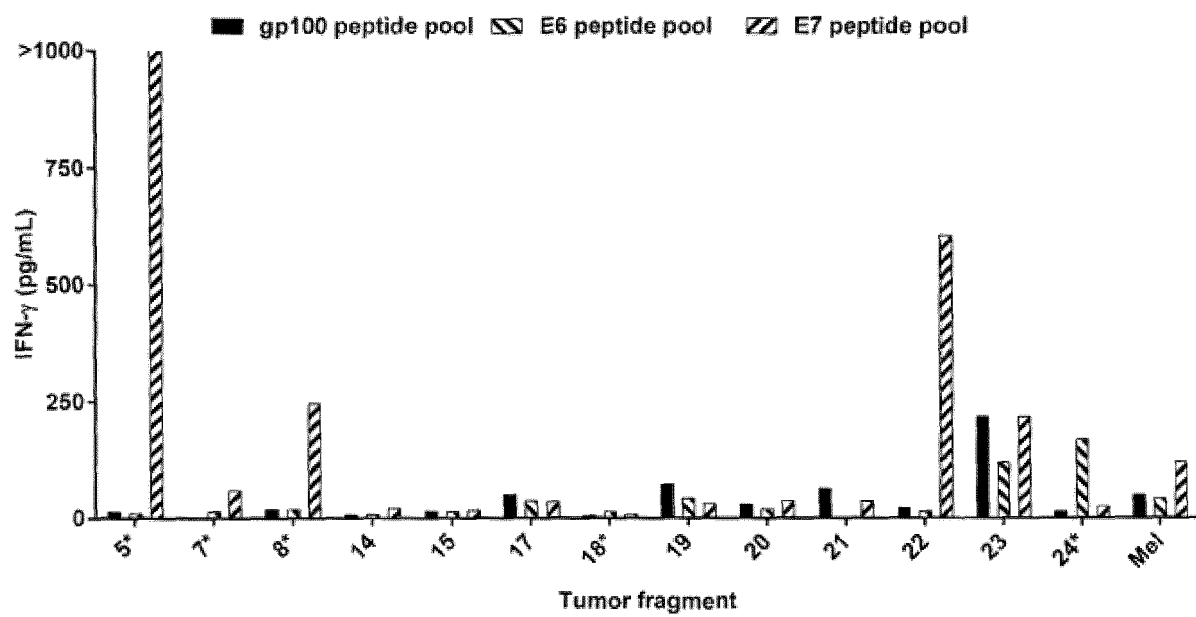 gp100 peptide pool E6 peptide pool E7 peptide pool
>1000
750
500
250
0
IFN-γ (pg/mL)
5* 7* 8* 14 15 17 18* 19 20 21 22 23 24* Mel
Tumor fragment